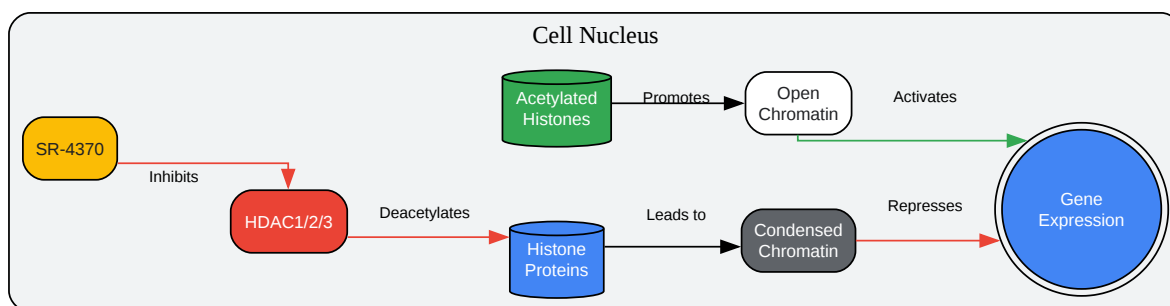 Cell Nucleus
Acetylated
Histones
Promotes
Open
Chromatin
Activates
SR-4370
Inhibits
HDAC1/2/3
Deacetylates
Histone
Proteins
Leads to
Condensed
Chromatin
Represses
Gene
Expression